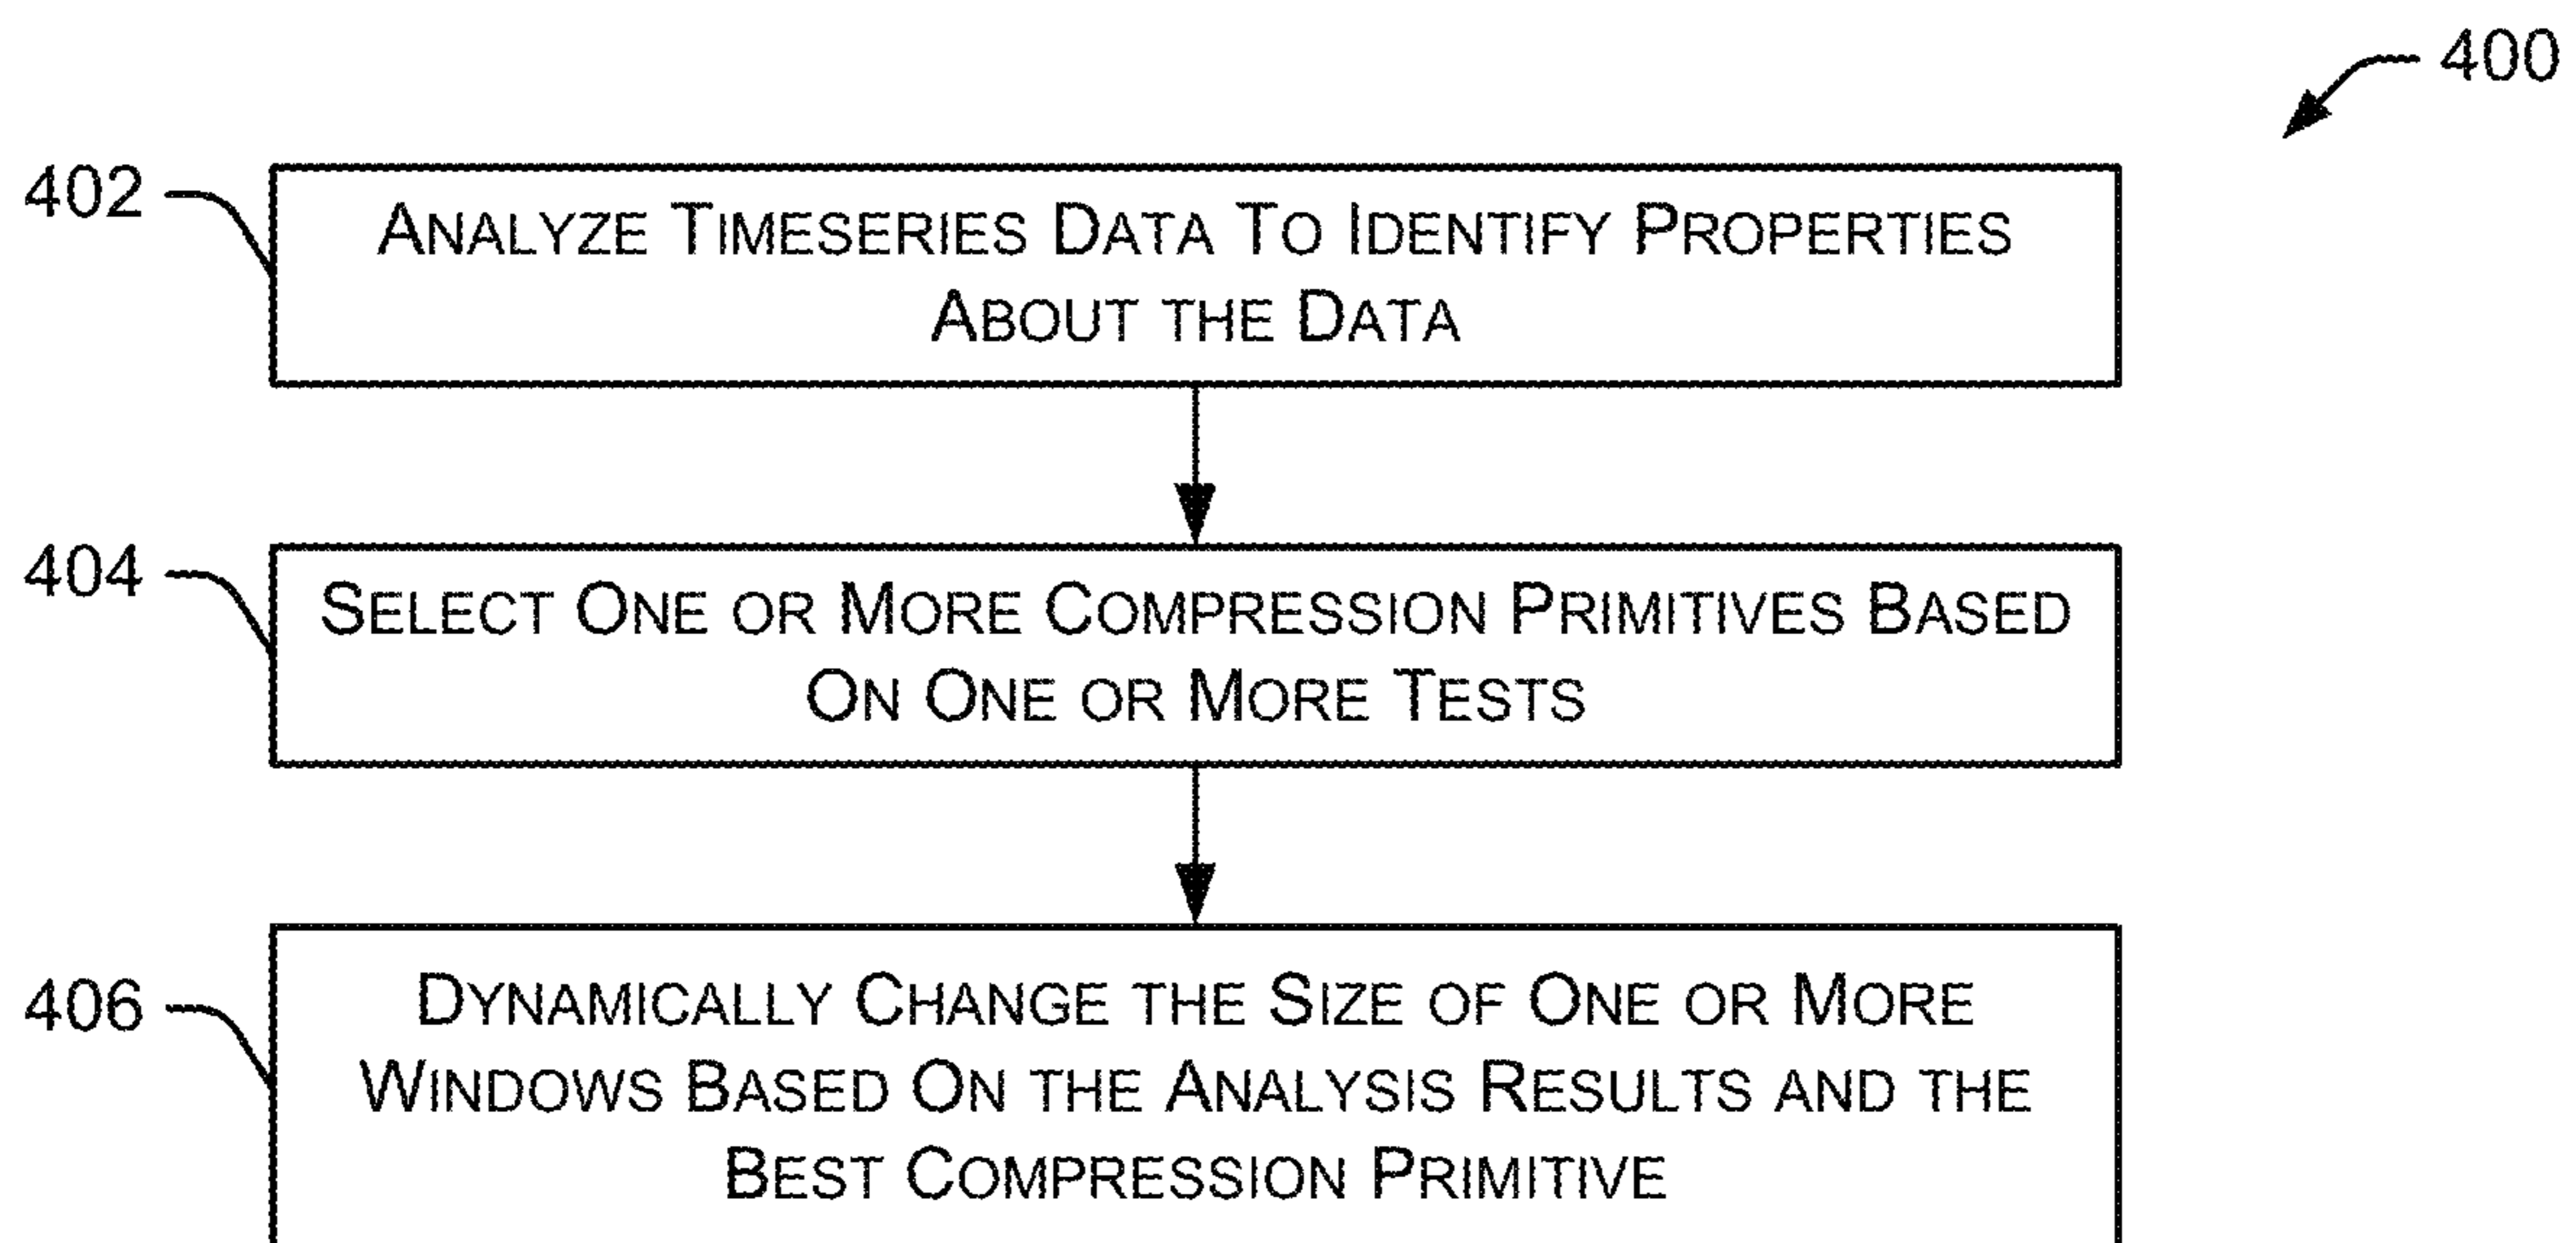 400
402
ANALYZE TIMESERIES DATA TO IDENTIFY PROPERTIES
ABOUT THE DATA
404
SELECT ONE OR MORE COMPRESSION PRIMITIVES BASED
ON ONE OR MORE TESTS
406
DYNAMICALLY CHANGE THE SIZE OF ONE OR MORE
WINDOWS BASED ON THE ANALYSIS RESULTS AND THE
BEST COMPRESSION PRIMITIVE